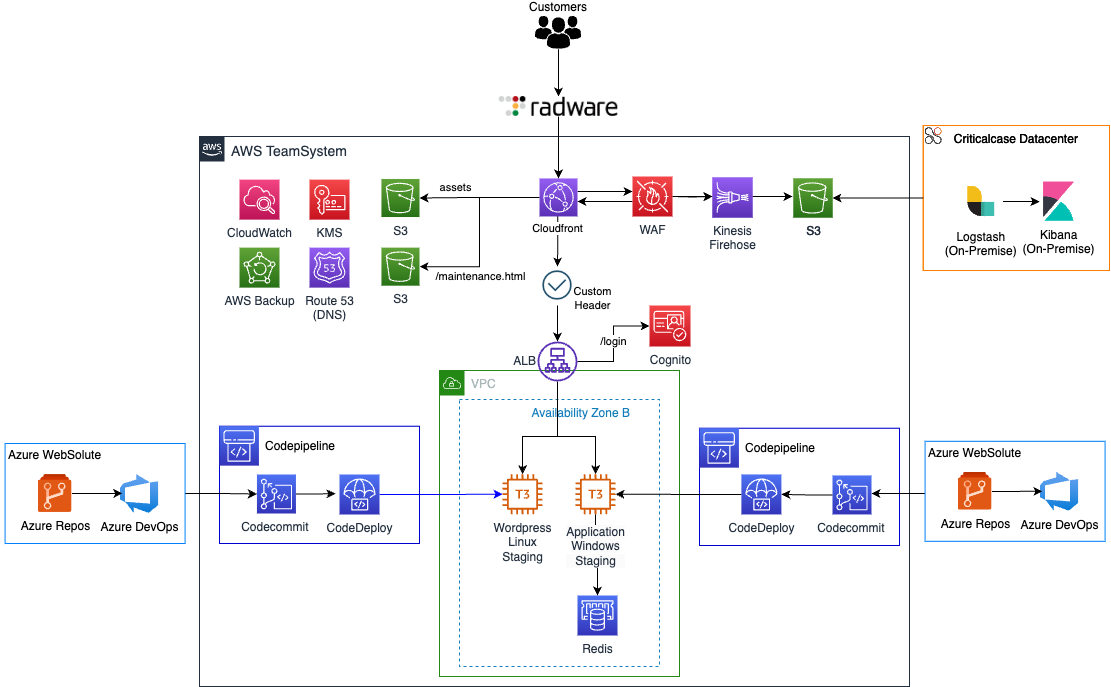 Customers
radware
aws
AWS TeamSystem
Criticalcase Datacenter
assets
CloudWatch
KMS
S3
Cloudfront
WAF
Kinesis
Firehose
S3
Logstash
(On-Premise)
Kibana
(On-Premise)
53
AWS Backup
Route 53
(DNS)
S3
/maintenance.html
Custom
Header
/login
ALB
Cognito
VPC
Availability Zone B
Azure WebSolute
Azure Repos
Azure DevOps
Codepipeline
Codecommit
CodeDeploy
T3
Wordpress
Linux
Staging
T3
Application
Windows
Staging
Redis
Codepipeline
CodeDeploy
Codecommit
Azure WebSolute
Azure Repos
Azure DevOps